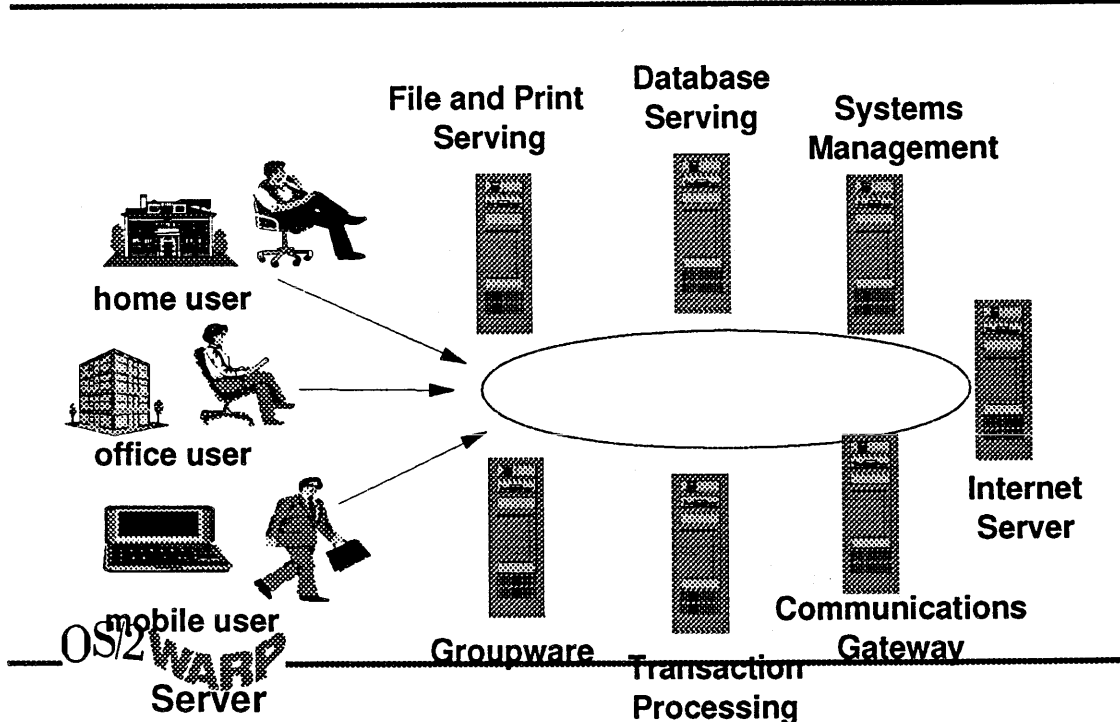 File and Print
Serving
Database
Serving
Systems
Management
home user
office user
mobile user
Internet
Server
Communications
Gateway
Groupware
Transaction
Processing
OS/2 WARP
Server